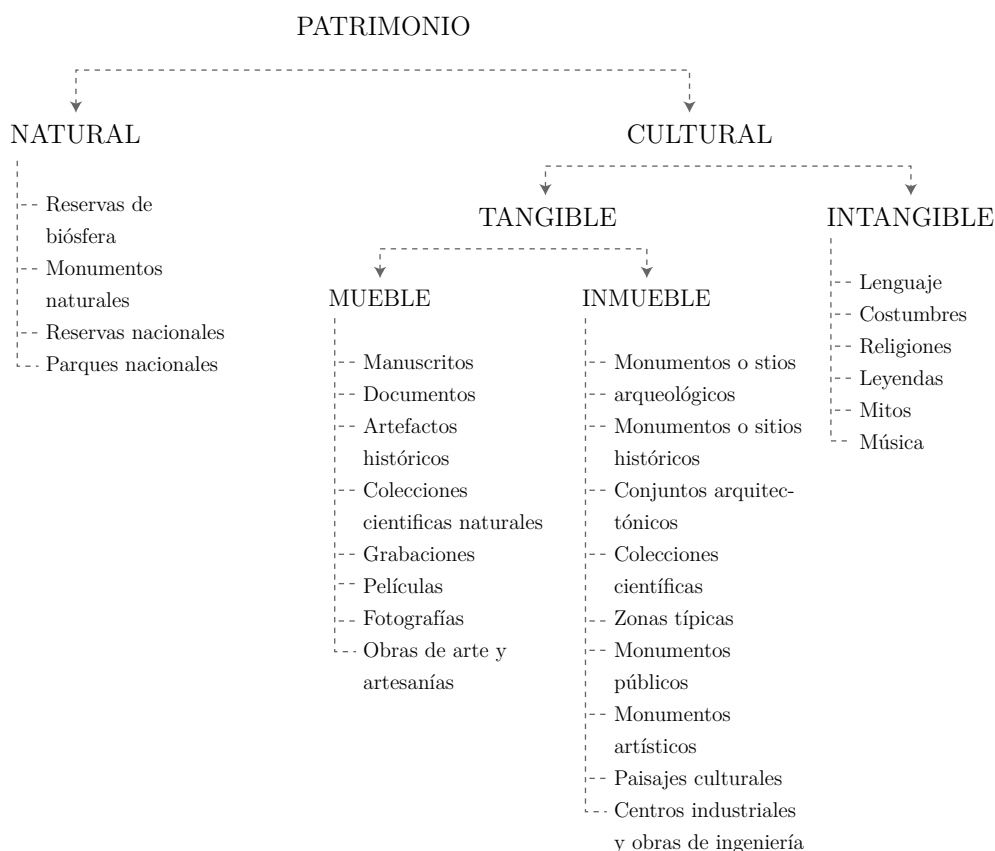 PATRIMONIO
NATURAL
Reservas de
biósfera
Monumentos
naturales
Reservas nacionales
Parques nacionales
CULTURAL
TANGIBLE
MUEBLE
Manuscritos
Documentos
Artefactos
históricos
Colecciones
cientificas naturales
Grabaciones
Películas
Fotografías
Obras de arte y
artesanías
INMUEBLE
Monumentos o stios
arqueológicos
Monumentos o sitios
históricos
Conjuntos arquitec-
tónicos
Colecciones
científicas
Zonas típicas
Monumentos
públicos
Monumentos
artísticos
Paisajes culturales
Centros industriales
y obras de ingeniería
INTANGIBLE
Lenguaje
Costumbres
Religiones
Leyendas
Mitos
Música